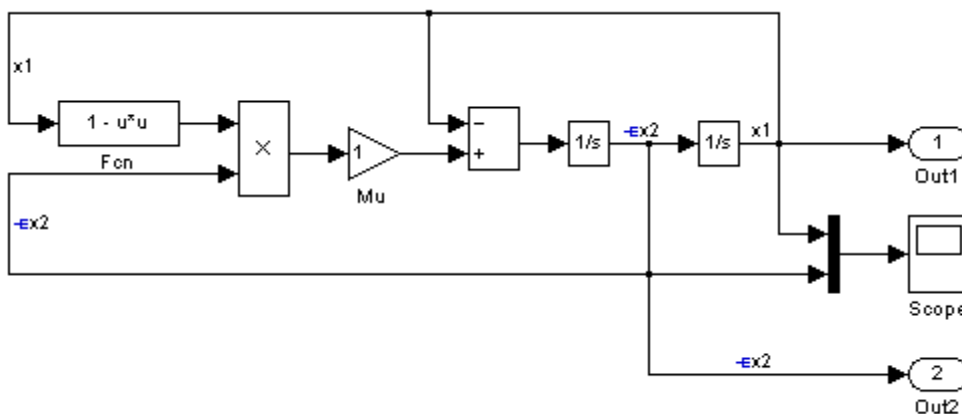 x1
1 - u*u
Fcn
×
1
Mu
−
+
1/s
x2
1/s
x1
1
Out1
x2
Scope
x2
2
Out2